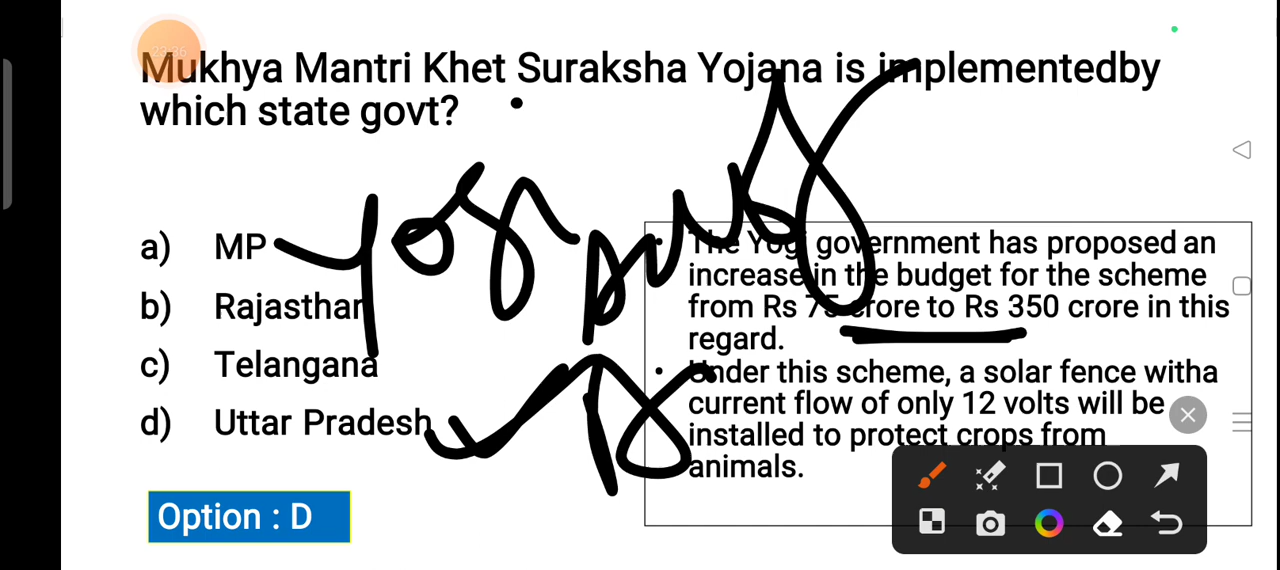 23:36
Mukhya Mantri Khet Suraksha Yojana is implementedby
which state govt?
a) MP
b) Rajasthan
c) Telangana
d) Uttar Pradesh
Option : D
• The Yogi government has proposed an
increase in the budget for the scheme
from Rs 75 crore to Rs 350 crore in this
regard.
• Under this scheme, a solar fence witha
current flow of only 12 volts will be
installed to protect crops from
animals.